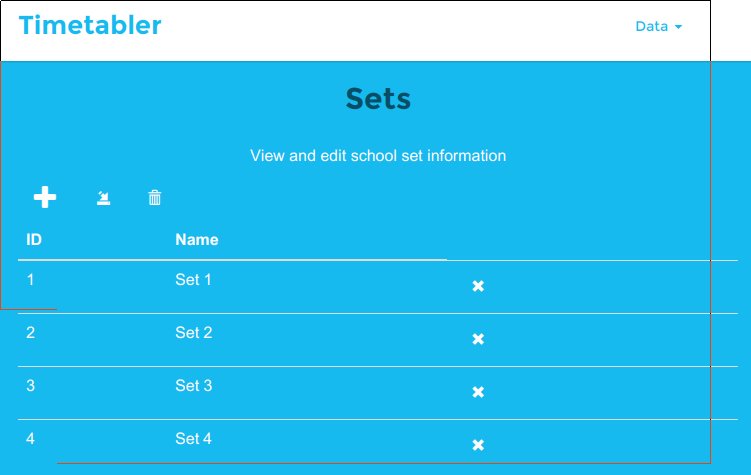 Timetabler
Data
Sets
View and edit school set information
ID Name
1 Set 1
2 Set 2
3 Set 3
4 Set 4